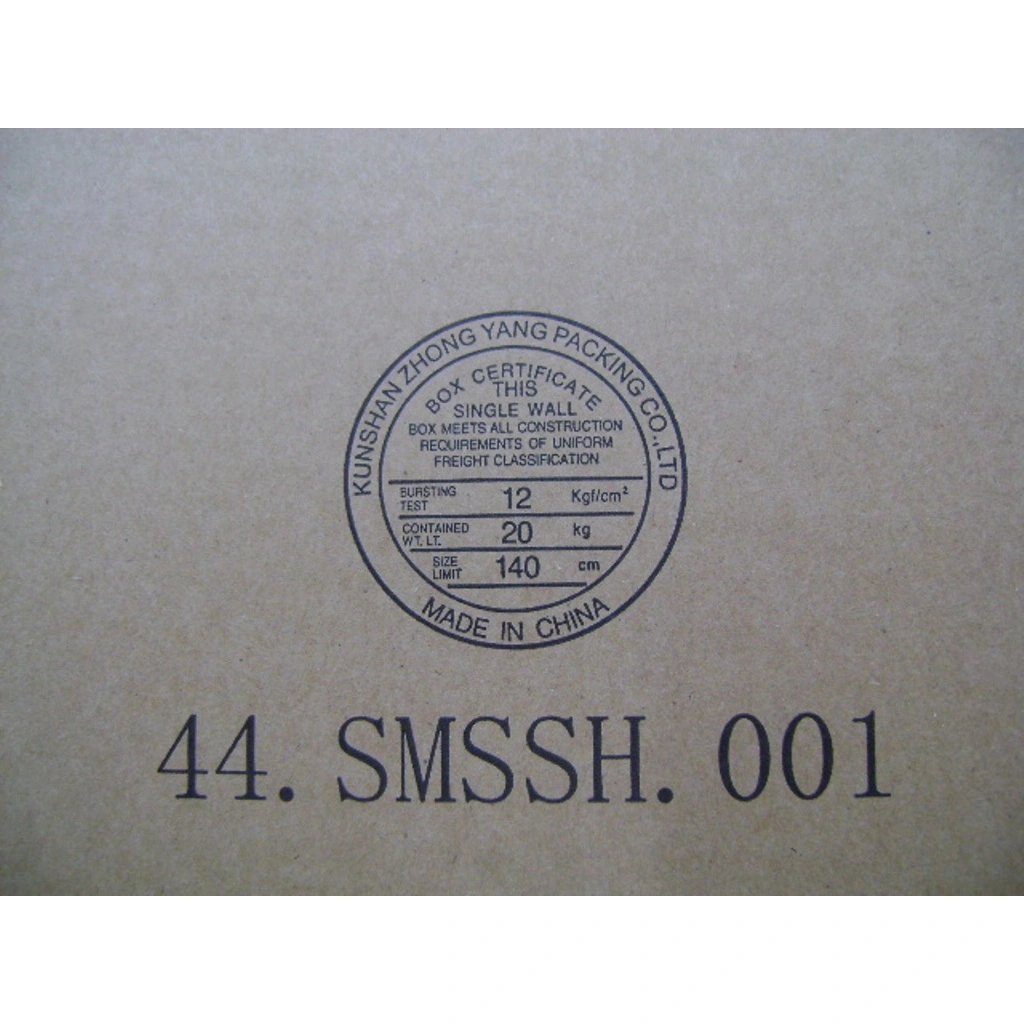 KUNSHAN ZHONG YANG PACKING CO.,LTD
BOX CERTIFICATE
THIS
SINGLE WALL
BOX MEETS ALL CONSTRUCTION
REQUIREMENTS OF UNIFORM
FREIGHT CLASSIFICATION
BURSTING TEST 12 Kgf/cm²
CONTAINED WT. LT. 20 kg
SIZE LIMIT 140 cm
MADE IN CHINA
44. SMSSH. 001